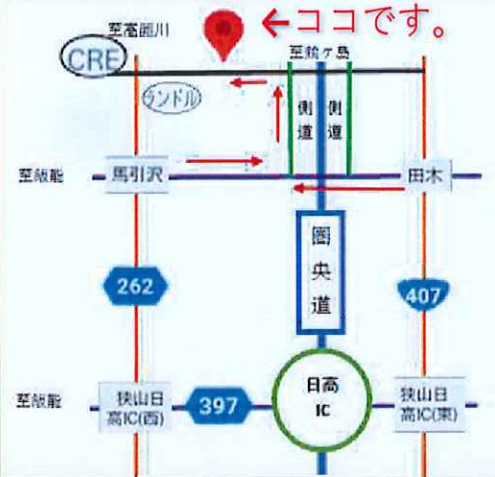 至高麗川
←ココです。
CRE
至鶴ヶ島
ランドル
側道
側道
至飯能
馬引沢
田木
圏央道
262
407
日高
IC
至飯能
狭山日
高IC(西)
397
狭山日
高IC(東)